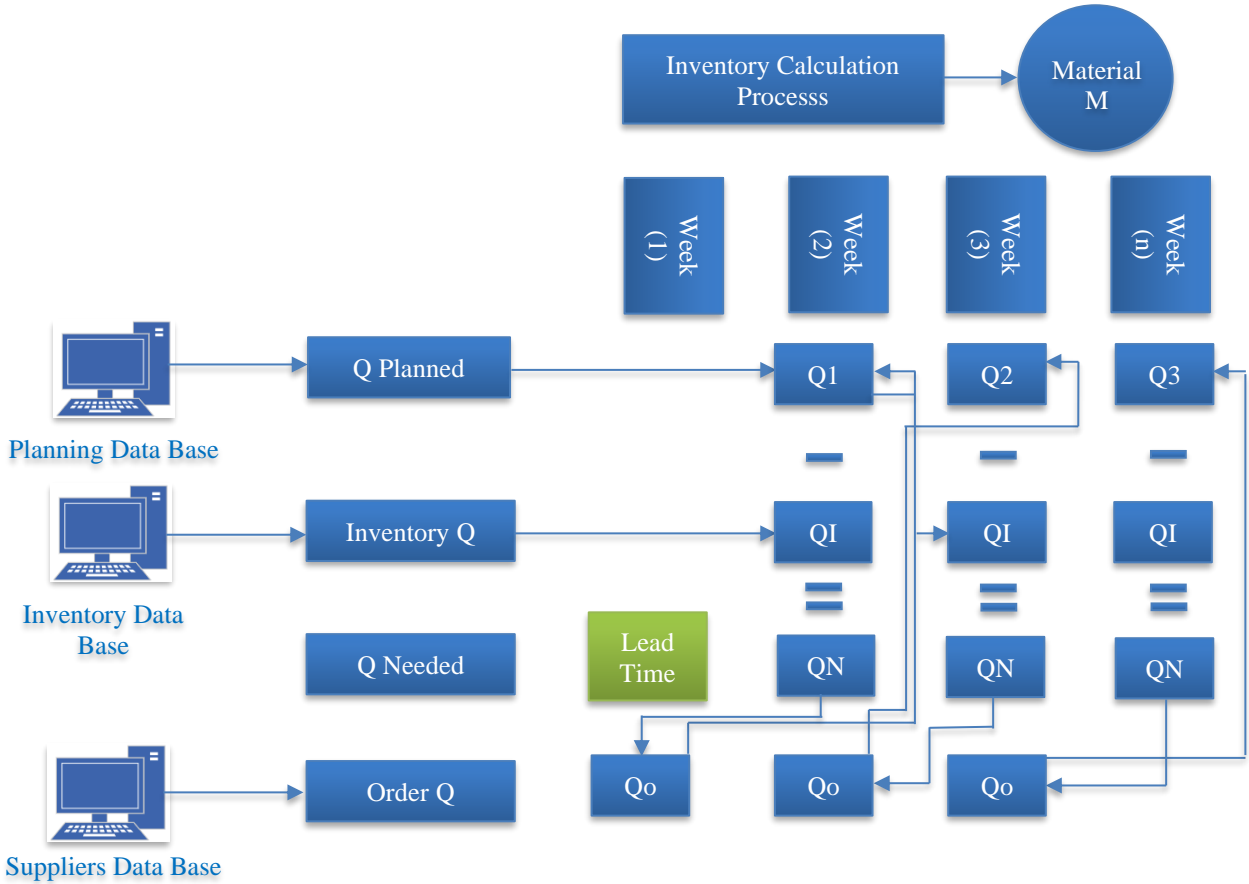 Inventory Calculation
Processs
Material
M
Week
(1)
Week
(2)
Week
(3)
Week
(n)
Q Planned
Q1
Q2
Q3
Planning Data Base
Inventory Q
QI
QI
QI
Inventory Data
Base
Q Needed
Lead
Time
QN
QN
QN
Order Q
Qo
Qo
Qo
Suppliers Data Base